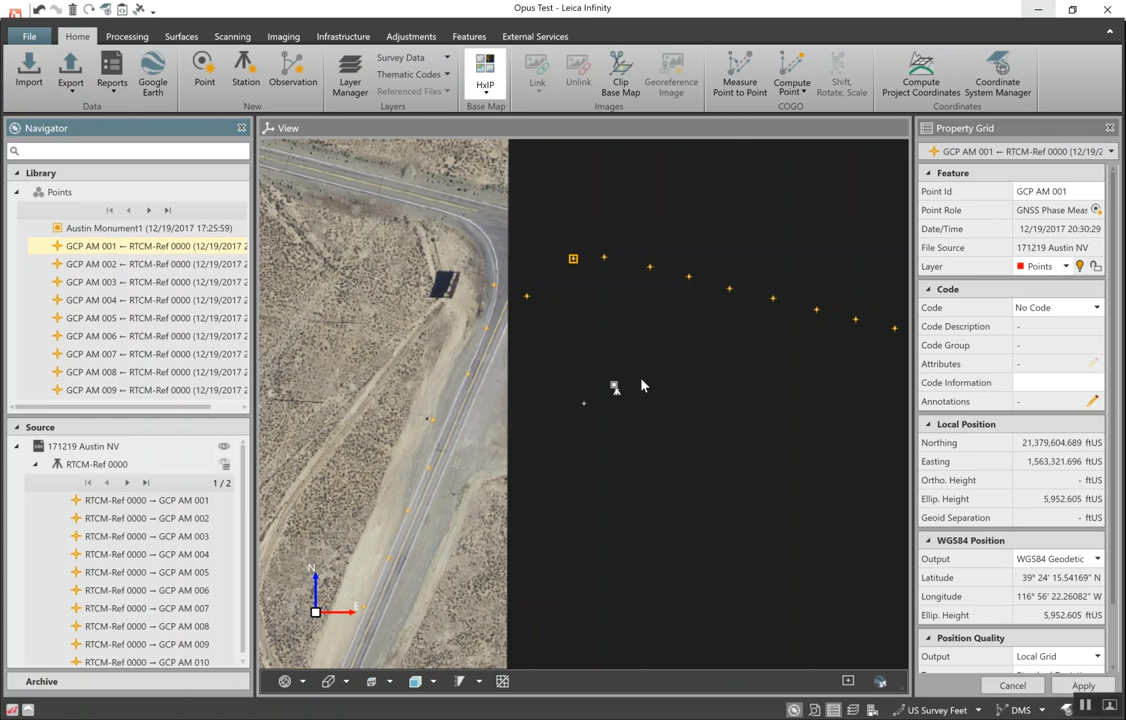 Opus Test - Leica Infinity
File Home Processing Surfaces Scanning Imaging Infrastructure Adjustments Features External Services
Import Export Reports Google Earth
Data
Point Station Observation
New
Layer Manager
Survey Data
Thematic Codes
Referenced Files
Layers
HxIP
Base Map
Link Unlink Clip Base Map Georeference Image
Images
Measure Point to Point Compute Point Shift, Rotate, Scale
COGO
Compute Project Coordinates Coordinate System Manager
Coordinates
Navigator
Library
Points
Austin Monument1 (12/19/2017 17:25:59)
GCP AM 001 ← RTCM-Ref 0000 (12/19/2017 2
GCP AM 002 ← RTCM-Ref 0000 (12/19/2017 2
GCP AM 003 ← RTCM-Ref 0000 (12/19/2017 2
GCP AM 004 ← RTCM-Ref 0000 (12/19/2017 2
GCP AM 005 ← RTCM-Ref 0000 (12/19/2017 2
GCP AM 006 ← RTCM-Ref 0000 (12/19/2017 2
GCP AM 007 ← RTCM-Ref 0000 (12/19/2017 2
GCP AM 008 ← RTCM-Ref 0000 (12/19/2017 2
GCP AM 009 ← RTCM-Ref 0000 (12/19/2017 2
Source
171219 Austin NV
RTCM-Ref 0000
1 / 2
RTCM-Ref 0000 → GCP AM 001
RTCM-Ref 0000 → GCP AM 002
RTCM-Ref 0000 → GCP AM 003
RTCM-Ref 0000 → GCP AM 004
RTCM-Ref 0000 → GCP AM 005
RTCM-Ref 0000 → GCP AM 006
RTCM-Ref 0000 → GCP AM 007
RTCM-Ref 0000 → GCP AM 008
RTCM-Ref 0000 → GCP AM 009
RTCM-Ref 0000 → GCP AM 010
Archive
View
N
E
Property Grid
GCP AM 001 ← RTCM-Ref 0000 (12/19/2
Feature
Point Id GCP AM 001
Point Role GNSS Phase Meas
Date/Time 12/19/2017 20:30:29
File Source 171219 Austin NV
Layer Points
Code
Code No Code
Code Description -
Code Group -
Attributes -
Code Information
Annotations -
Local Position
Northing 21,379,604.689 ftUS
Easting 1,563,321.696 ftUS
Ortho. Height - ftUS
Ellip. Height 5,952.605 ftUS
Geoid Separation - ftUS
WGS84 Position
Output WGS84 Geodetic
Latitude 39° 24' 15.54169" N
Longitude 116° 56' 22.26082" W
Ellip. Height 5,952.605 ftUS
Position Quality
Output Local Grid
Cancel Apply
US Survey Feet DMS